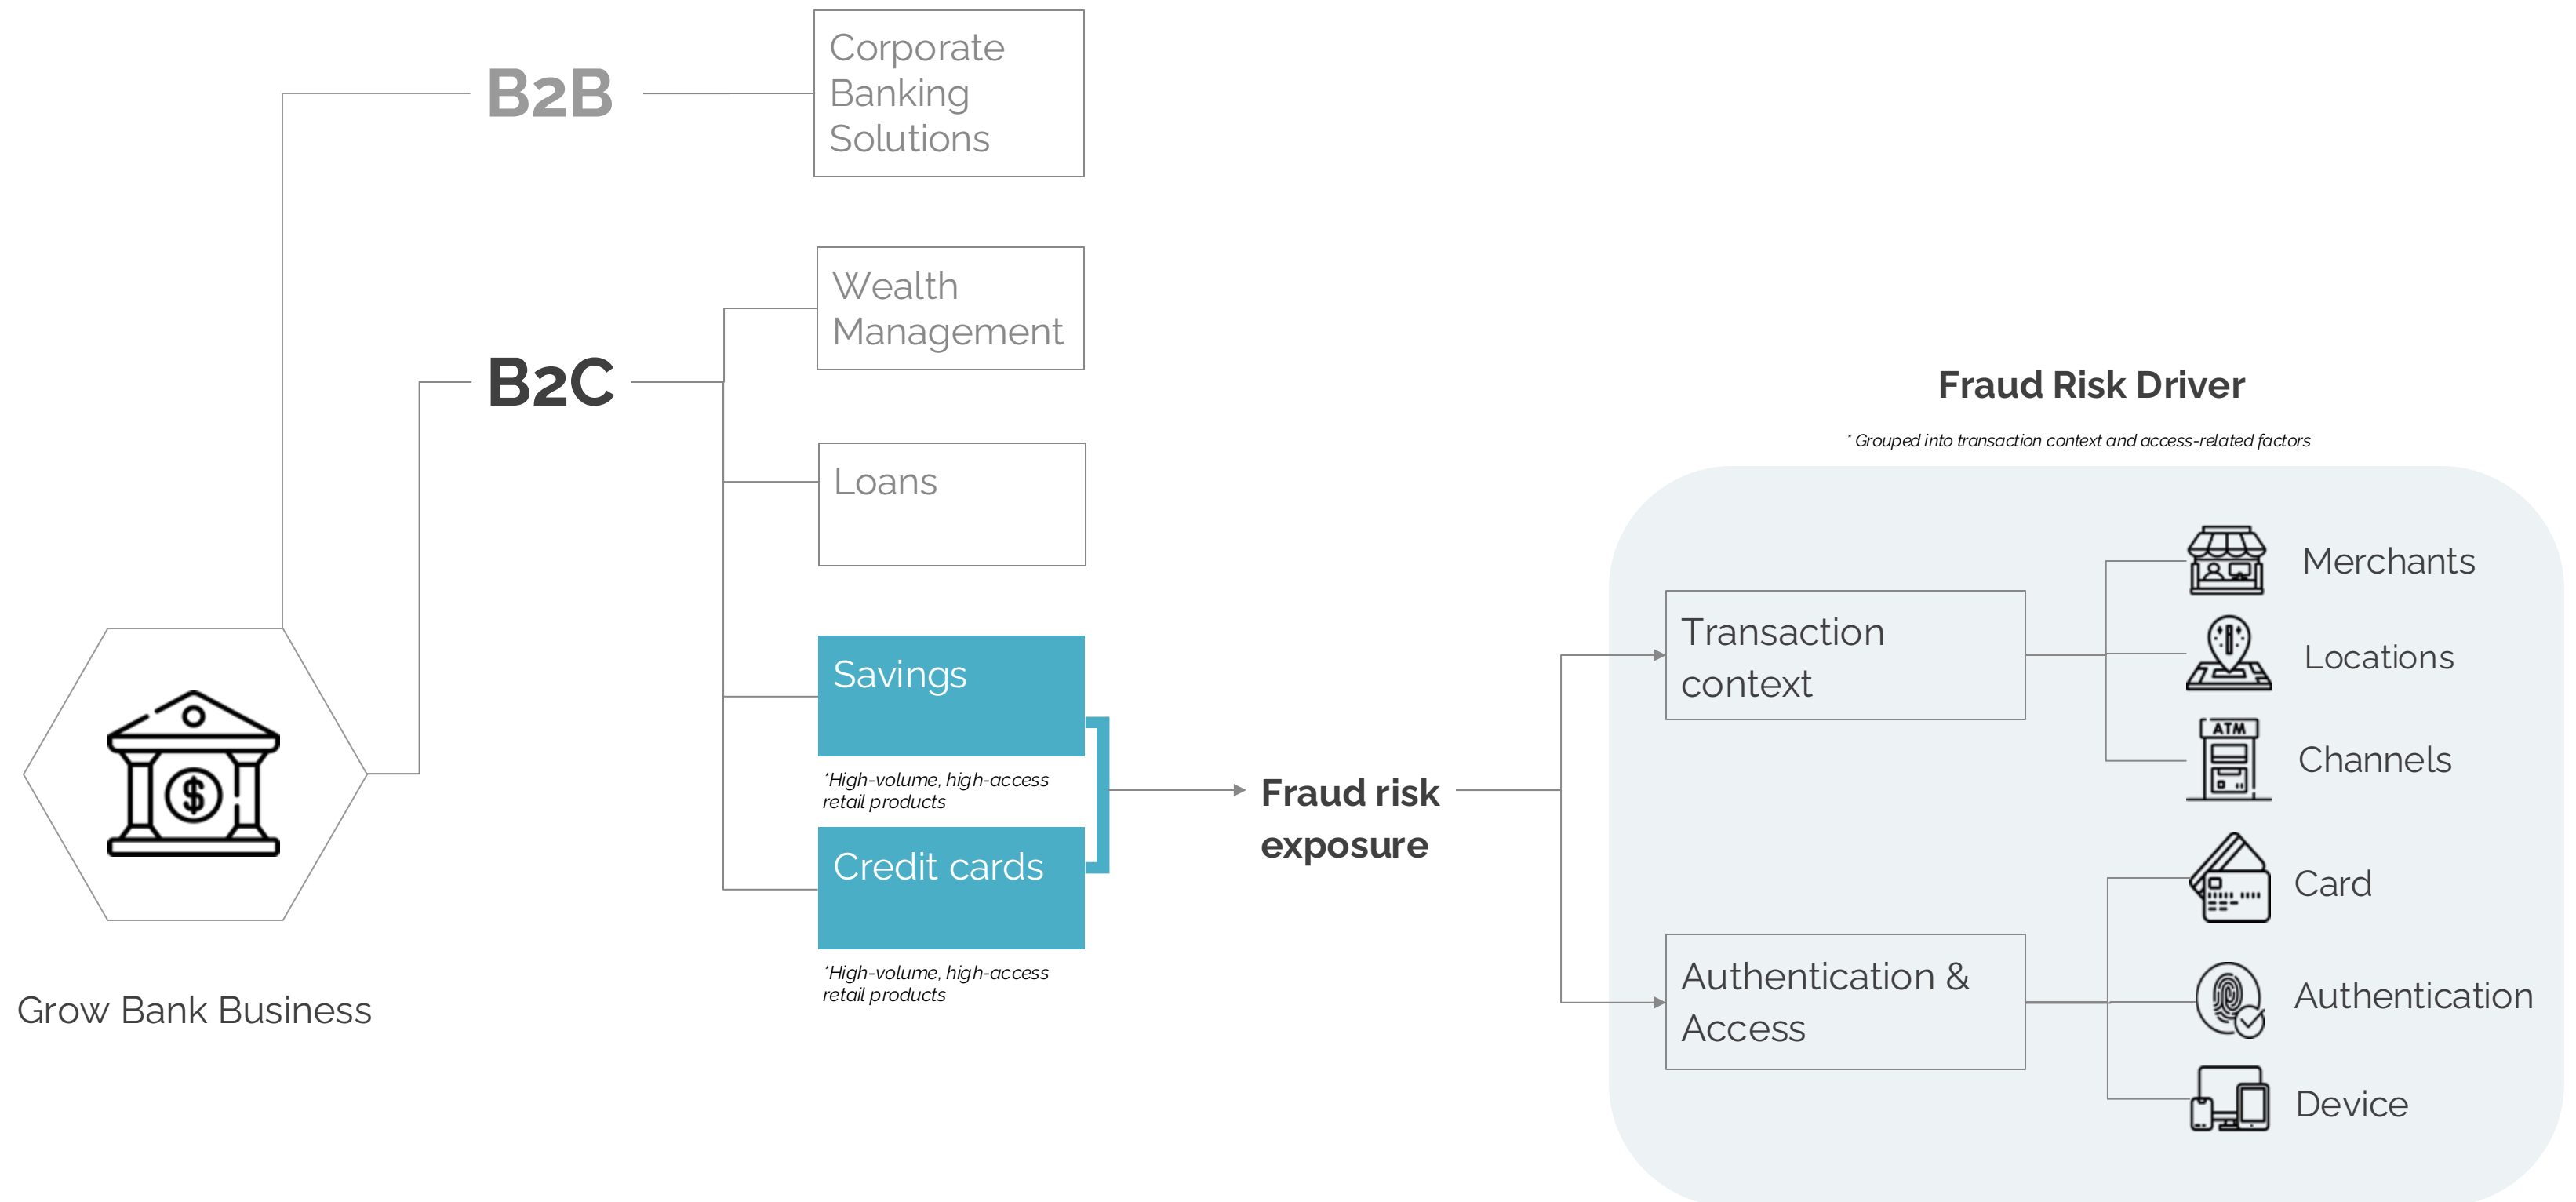 B2B
Corporate
Banking
Solutions
Wealth
Management
B2C
Loans
Savings
*High-volume, high-access
retail products
Credit cards
*High-volume, high-access
retail products
Grow Bank Business
Fraud risk
exposure
Fraud Risk Driver
* Grouped into transaction context and access-related factors
Transaction
context
Merchants
Locations
ATM
Channels
Authentication &
Access
Card
Authentication
Device